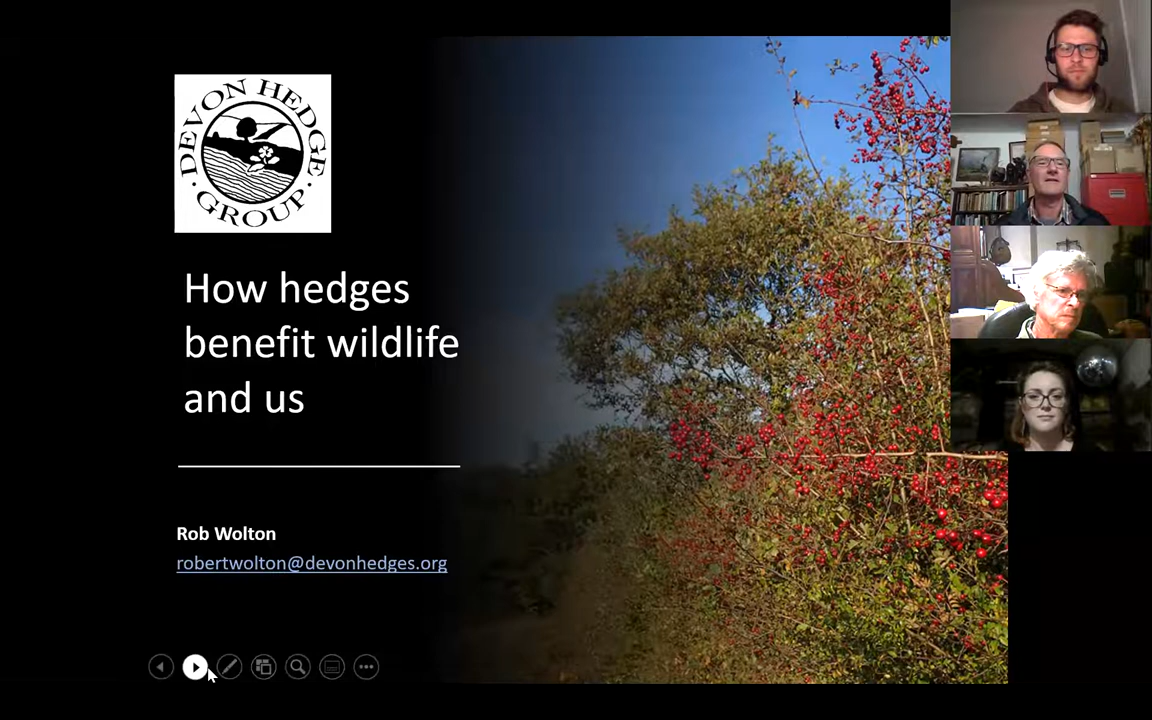 DEVON HEDGE
· GROUP ·
How hedges
benefit wildlife
and us
Rob Wolton
robertwolton@devonhedges.org